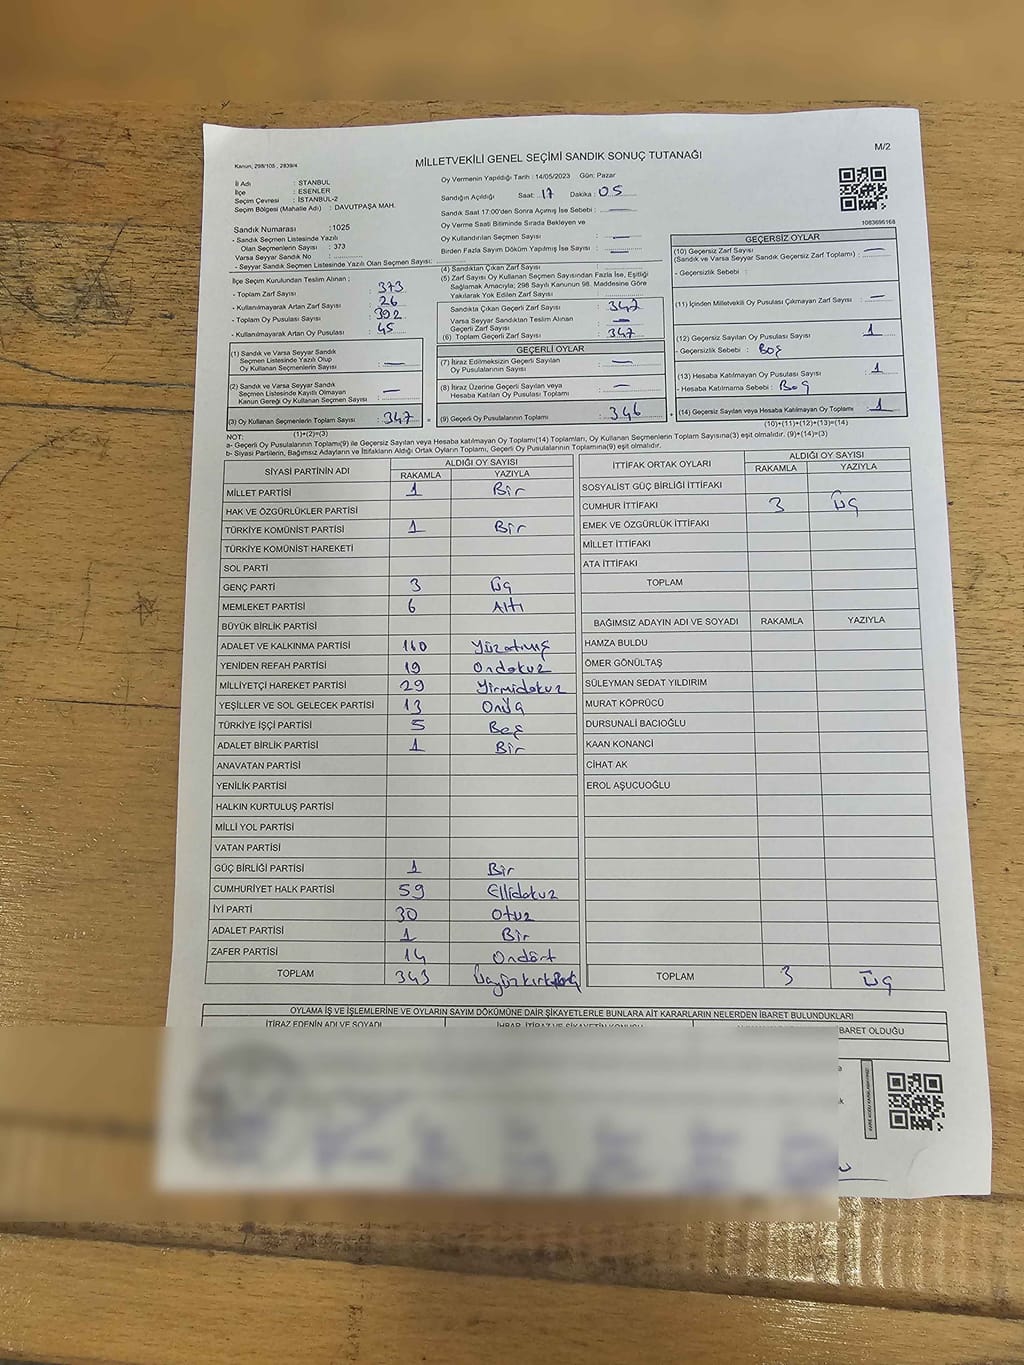 M/2
Kanun, 298/105 , 2839/4
MİLLETVEKİLİ GENEL SEÇİMİ SANDIK SONUÇ TUTANAĞI
İl Adı : STANBUL
İlçe : ESENLER
Seçim Çevresi : İSTANBUL-2
Seçim Bölgesi (Mahalle Adı) : DAVUTPAŞA MAH.
Sandık Numarası :1025
- Sandık Seçmen Listesinde Yazılı
Olan Seçmenlerin Sayısı : 373
Varsa Seyyar Sandık No :
- Seyyar Sandık Seçmen Listesinde Yazılı Olan Seçmen Sayısı:
Oy Vermenin Yapıldığı Tarih : 14/05/2023 Gün: Pazar
Sandığın Açıldığı Saat: 17 Dakika : 05
Sandık Saat 17:00'den Sonra Açımış İse Sebebi : —
Oy Verme Saati Bitiminde Sırada Bekleyen ve
Oy Kullandırılan Seçmen Sayısı : —
Birden Fazla Sayım Döküm Yapılmış İse Sayısı : —
1083695168
İlçe Seçim Kurulundan Teslim Alınan ;
- Toplam Zarf Sayısı : 373
- Kullanılmayarak Artan Zarf Sayısı : 26
- Toplam Oy Pusulası Sayısı : 392
- Kullanılmayarak Artan Oy Pusulası : 45
(1) Sandık ve Varsa Seyyar Sandık
Seçmen Listesinde Yazılı Olup
Oy Kullanan Seçmenlerin Sayısı : —
(2) Sandık ve Varsa Seyyar Sandık
Seçmen Listesinde Kayıtlı Olmayan
Kanun Gereği Oy Kullanan Seçmen Sayısı : —
(3) Oy Kullanan Seçmenlerin Toplam Sayısı : 347
(1)+(2)=(3)
(4) Sandıktan Çıkan Zarf Sayısı :
(5) Zarf Sayısı Oy Kullanan Seçmen Sayısından Fazla İse, Eşitliği
Sağlamak Amacıyla; 298 Sayılı Kanunun 98. Maddesine Göre
Yakılarak Yok Edilen Zarf Sayısı :
Sandıkta Çıkan Geçerli Zarf Sayısı : 347
Varsa Seyyar Sandıktan Teslim Alınan
Geçerli Zarf Sayısı : —
(6) Toplam Geçerli Zarf Sayısı : 347
GEÇERLİ OYLAR
(7) İtiraz Edilmeksizin Geçerli Sayılan
Oy Pusulalarının Sayısı : —
(8) İtiraz Üzerine Geçerli Sayılan veya
Hesaba Katılan Oy Pusulası Toplamı : —
= (9) Geçerli Oy Pusulalarının Toplamı : 346
GEÇERSİZ OYLAR
(10) Geçersiz Zarf Sayısı : —
(Sandık ve Varsa Seyyar Sandık Geçersiz Zarf Toplamı)
- Geçersizlik Sebebi :
(11) İçinden Milletvekili Oy Pusulası Çıkmayan Zarf Sayısı : —
(12) Geçersiz Sayılan Oy Pusulası Sayısı : 1
- Geçersizlik Sebebi : Boş
(13) Hesaba Katılmayan Oy Pusulası Sayısı : 1
- Hesaba Katılmama Sebebi : Boş
+ (14) Geçersiz Sayılan veya Hesaba Katılmayan Oy Toplamı : 1
(10)+(11)+(12)+(13)=(14)
NOT:
a- Geçerli Oy Pusulalarının Toplamı(9) ile Geçersiz Sayılan veya Hesaba katılmayan Oy Toplamı(14) Toplamları, Oy Kullanan Seçmenlerin Toplam Sayısına(3) eşit olmalıdır. (9)+(14)=(3)
b- Siyasi Partilerin, Bağımsız Adayların ve İttifakların Aldığı Ortak Oyların Toplamı, Geçerli Oy Pusulalarının Toplamına(9) eşit olmalıdır.
SİYASİ PARTİNİN ADI ALDIĞI OY SAYISI
RAKAMLA YAZIYLA
MİLLET PARTİSİ 1 Bir
HAK VE ÖZGÜRLÜKLER PARTİSİ
TÜRKİYE KOMÜNİST PARTİSİ 1 Bir
TÜRKİYE KOMÜNİST HAREKETİ
SOL PARTİ
GENÇ PARTİ 3 Üç
MEMLEKET PARTİSİ 6 Altı
BÜYÜK BİRLİK PARTİSİ
ADALET VE KALKINMA PARTİSİ 160 Yüzatmış
YENİDEN REFAH PARTİSİ 19 Ondokuz
MİLLİYETÇİ HAREKET PARTİSİ 29 Yirmidokuz
YEŞİLLER VE SOL GELECEK PARTİSİ 13 Onüç
TÜRKİYE İŞÇİ PARTİSİ 5 Beş
ADALET BİRLİK PARTİSİ 1 Bir
ANAVATAN PARTİSİ
YENİLİK PARTİSİ
HALKIN KURTULUŞ PARTİSİ
MİLLİ YOL PARTİSİ
VATAN PARTİSİ
GÜÇ BİRLİĞİ PARTİSİ 1 Bir
CUMHURİYET HALK PARTİSİ 59 Ellidokuz
İYİ PARTİ 30 Otuz
ADALET PARTİSİ 1 Bir
ZAFER PARTİSİ 14 Ondört
TOPLAM 343
İTTİFAK ORTAK OYLARI ALDIĞI OY SAYISI
RAKAMLA YAZIYLA
SOSYALİST GÜÇ BİRLİĞİ İTTİFAKI
CUMHUR İTTİFAKI 3 Üç
EMEK VE ÖZGÜRLÜK İTTİFAKI
MİLLET İTTİFAKI
ATA İTTİFAKI
TOPLAM
BAĞIMSIZ ADAYIN ADI VE SOYADI RAKAMLA YAZIYLA
HAMZA BULDU
ÖMER GÖNÜLTAŞ
SÜLEYMAN SEDAT YILDIRIM
MURAT KÖPRÜCÜ
DURSUNALİ BACIOĞLU
KAAN KONANCİ
CİHAT AK
EROL AŞUCUOĞLU
TOPLAM 3 Üç
OYLAMA İŞ VE İŞLEMLERİNE VE OYLARIN SAYIM DÖKÜMÜNE DAİR ŞİKAYETLERLE BUNLARA AİT KARARLARIN NELERDEN İBARET BULUNDUKLARI
İTİRAZ EDENİN ADI VE SOYADI İHBAR, İTİRAZ VE ŞİKAYETİN KONUSU BARET OLDUĞU